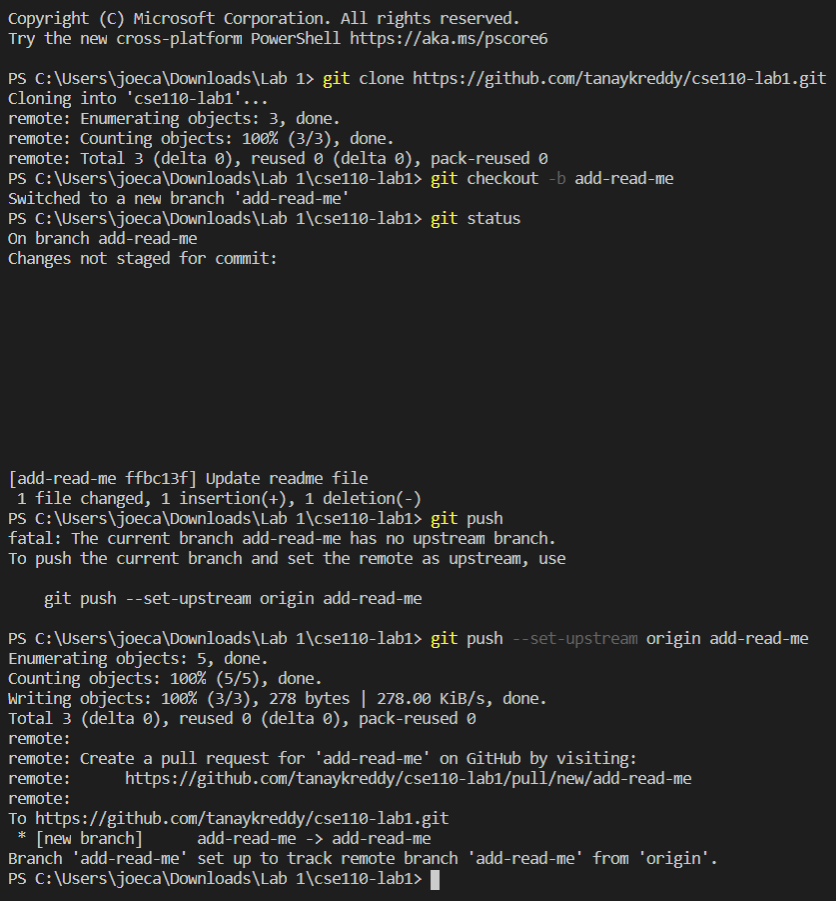 Copyright (C) Microsoft Corporation. All rights reserved.
Try the new cross-platform PowerShell https://aka.ms/pscore6
PS C:\Users\joeca\Downloads\Lab 1> git clone https://github.com/tanaykreddy/cse110-lab1.git
Cloning into 'cse110-lab1'...
remote: Enumerating objects: 3, done.
remote: Counting objects: 100% (3/3), done.
remote: Total 3 (delta 0), reused 0 (delta 0), pack-reused 0
PS C:\Users\joeca\Downloads\Lab 1\cse110-lab1> git checkout -b add-read-me
Switched to a new branch 'add-read-me'
PS C:\Users\joeca\Downloads\Lab 1\cse110-lab1> git status
On branch add-read-me
Changes not staged for commit:
[add-read-me ffbc13f] Update readme file
 1 file changed, 1 insertion(+), 1 deletion(-)
PS C:\Users\joeca\Downloads\Lab 1\cse110-lab1> git push
fatal: The current branch add-read-me has no upstream branch.
To push the current branch and set the remote as upstream, use
    git push --set-upstream origin add-read-me
PS C:\Users\joeca\Downloads\Lab 1\cse110-lab1> git push --set-upstream origin add-read-me
Enumerating objects: 5, done.
Counting objects: 100% (5/5), done.
Writing objects: 100% (3/3), 278 bytes | 278.00 KiB/s, done.
Total 3 (delta 0), reused 0 (delta 0), pack-reused 0
remote:
remote: Create a pull request for 'add-read-me' on GitHub by visiting:
remote:      https://github.com/tanaykreddy/cse110-lab1/pull/new/add-read-me
remote:
To https://github.com/tanaykreddy/cse110-lab1.git
 * [new branch]      add-read-me -> add-read-me
Branch 'add-read-me' set up to track remote branch 'add-read-me' from 'origin'.
PS C:\Users\joeca\Downloads\Lab 1\cse110-lab1>